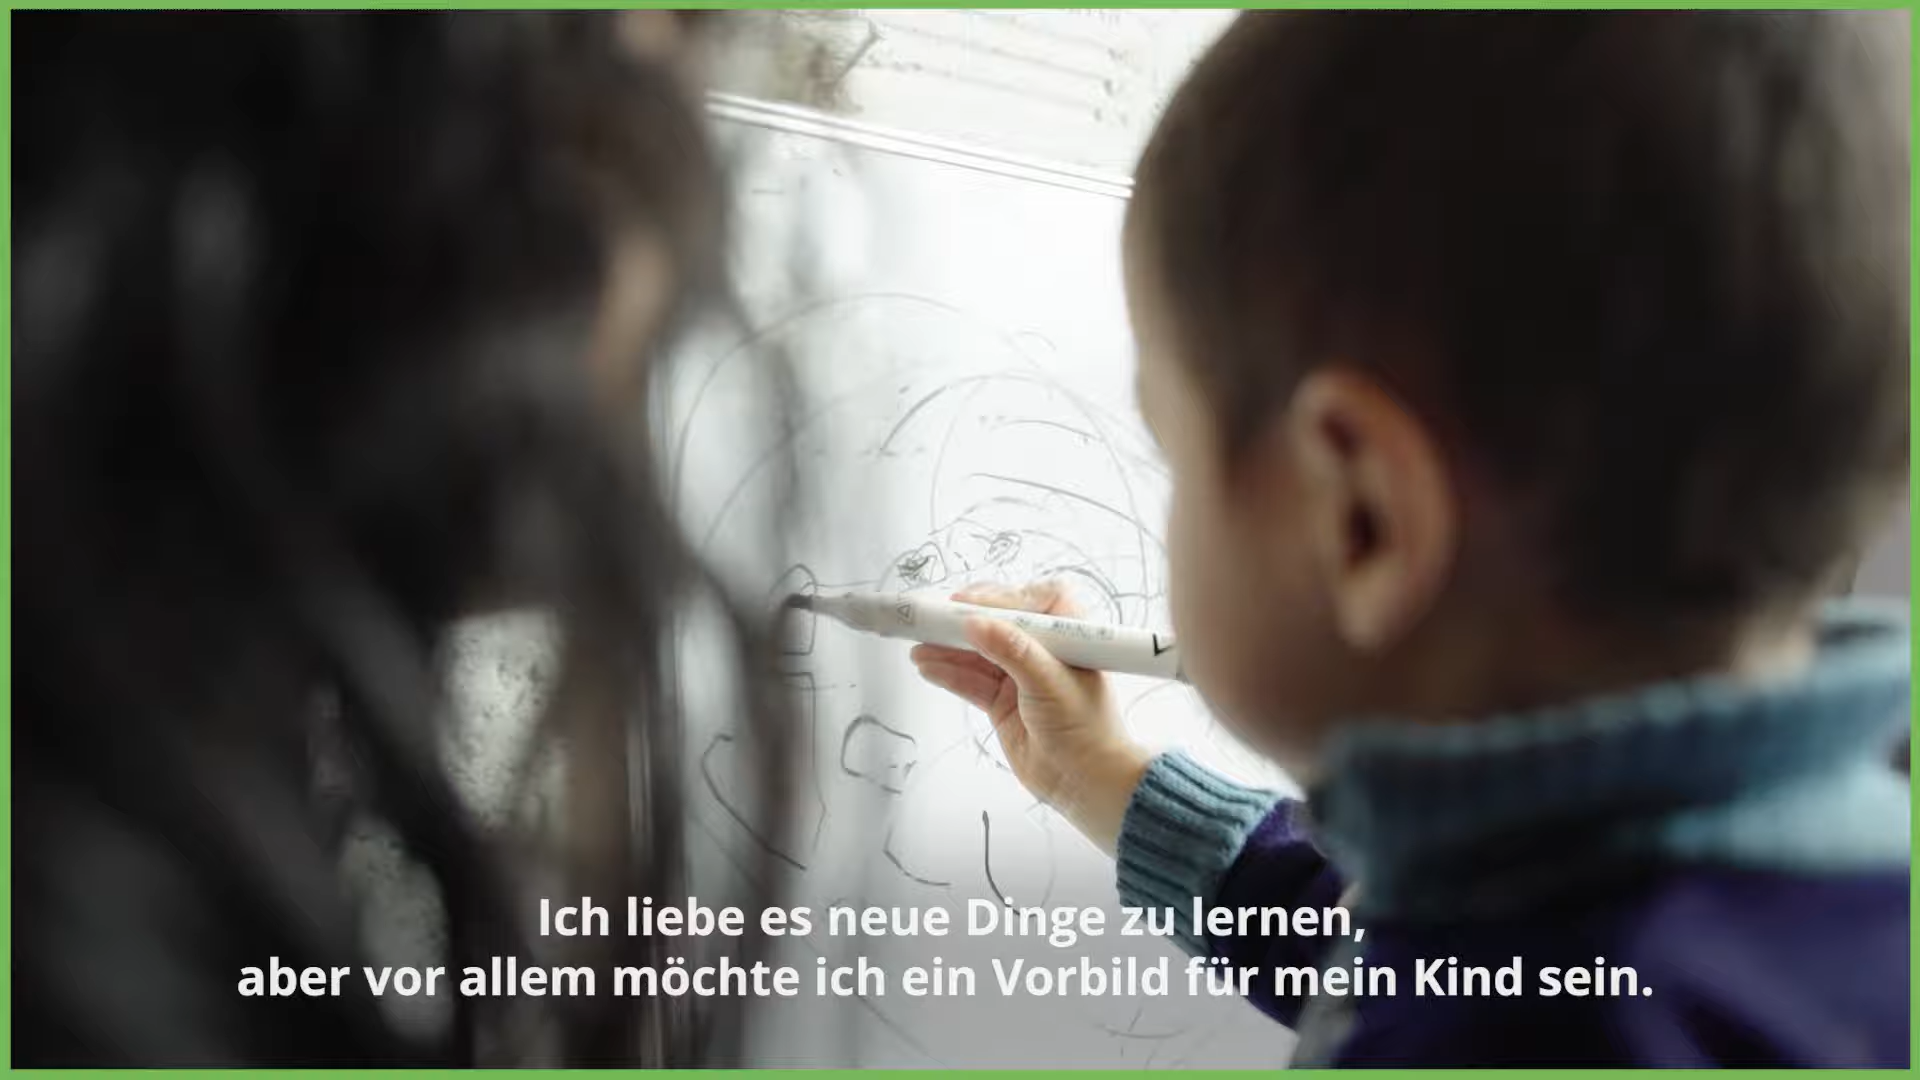 Ich liebe es neue Dinge zu lernen,
aber vor allem möchte ich ein Vorbild für mein Kind sein.